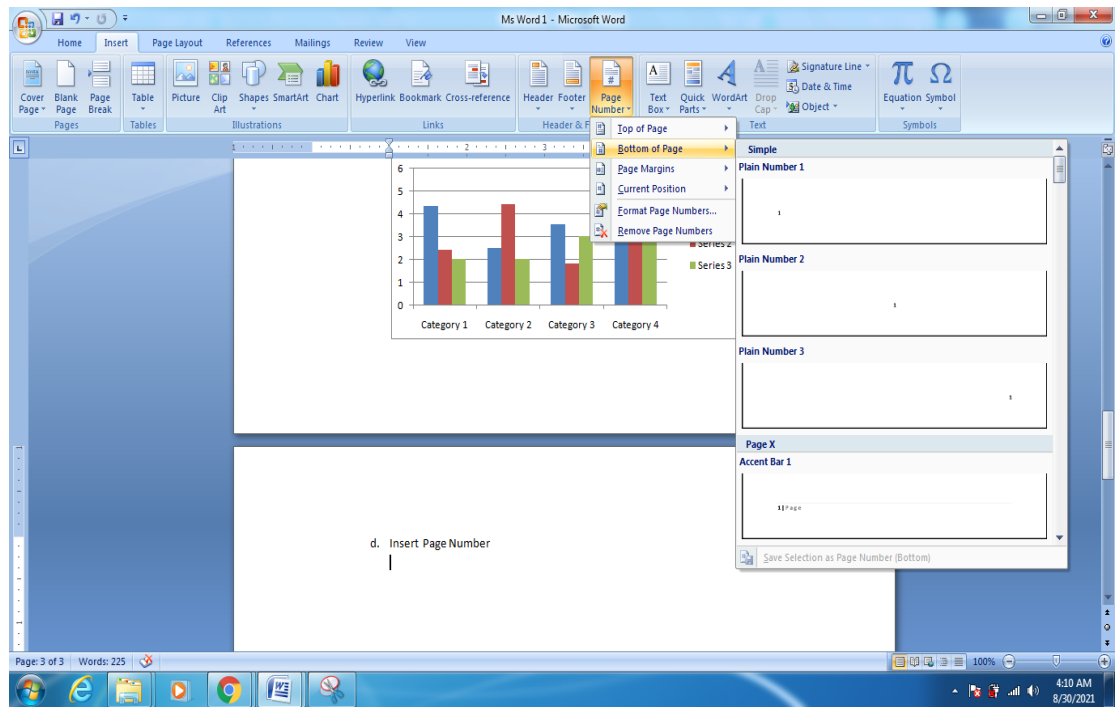 Ms Word 1 - Microsoft Word
Home Insert Page Layout References Mailings Review View
Cover Page
Blank Page
Page Break
Pages
Table
Tables
Picture
Clip Art
Shapes
SmartArt
Chart
Illustrations
Hyperlink
Bookmark
Cross-reference
Links
Header
Footer
Page Number
Header & F
Text Box
Quick Parts
WordArt
Drop Cap
Signature Line
Date & Time
Object
Text
Equation
Symbol
Symbols
Top of Page
Bottom of Page
Page Margins
Current Position
Format Page Numbers...
Remove Page Numbers
Simple
Plain Number 1
1
Plain Number 2
1
Plain Number 3
1
Page X
Accent Bar 1
1|Page
Save Selection as Page Number (Bottom)
1 2 3
6
5
4
3
2
1
0
Category 1 Category 2 Category 3 Category 4
Series 2
Series 3
d. Insert Page Number
Page: 3 of 3 Words: 225
100%
4:10 AM
8/30/2021